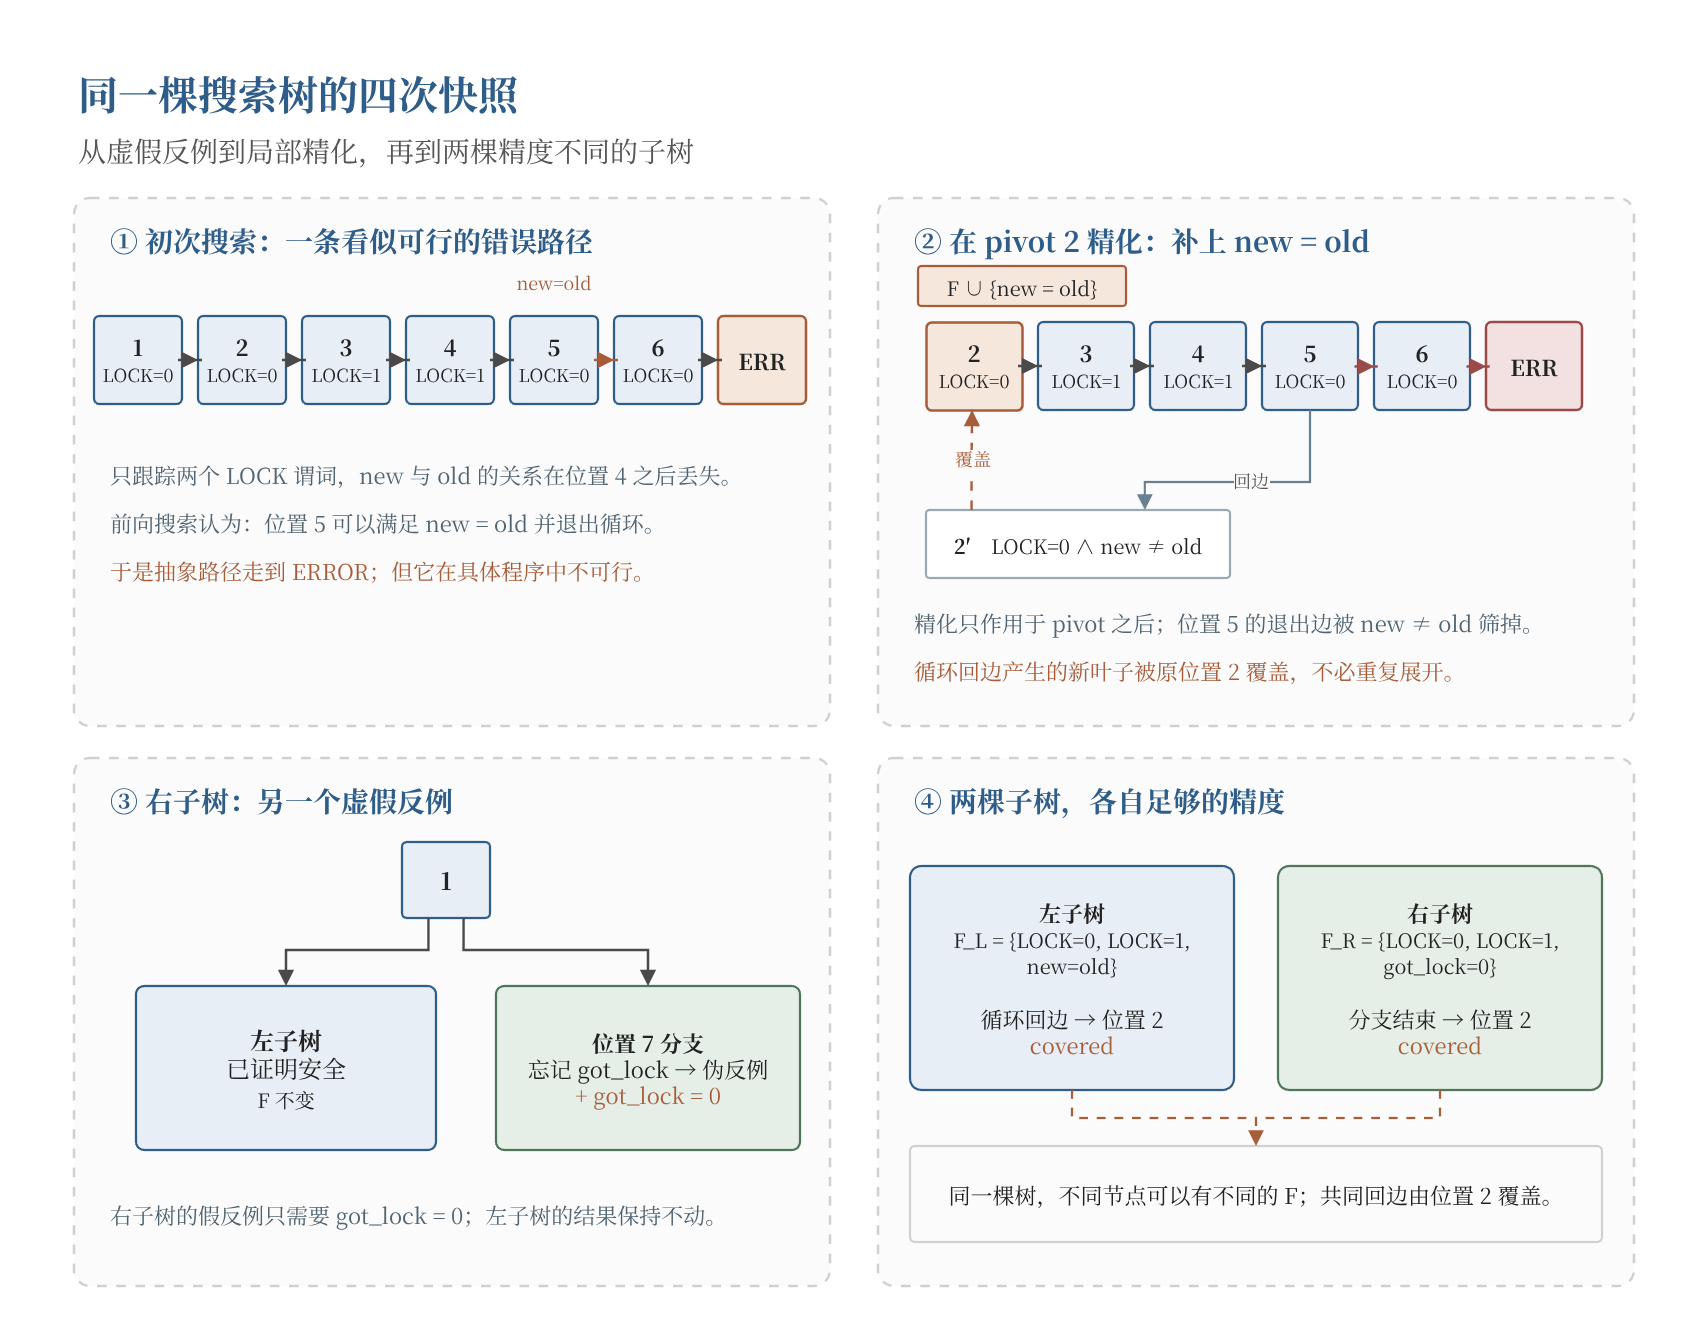 同一棵搜索树的四次快照
从虚假反例到局部精化，再到两棵精度不同的子树
① 初次搜索：一条看似可行的错误路径
new=old
1
LOCK=0
2
LOCK=0
3
LOCK=1
4
LOCK=1
5
LOCK=0
6
LOCK=0
ERR
只跟踪两个 LOCK 谓词，new 与 old 的关系在位置 4 之后丢失。
前向搜索认为：位置 5 可以满足 new = old 并退出循环。
于是抽象路径走到 ERROR；但它在具体程序中不可行。
② 在 pivot 2 精化：补上 new = old
F ∪ {new = old}
2
LOCK=0
3
LOCK=1
4
LOCK=1
5
LOCK=0
6
LOCK=0
ERR
覆盖
回边
2′ LOCK=0 ∧ new ≠ old
精化只作用于 pivot 之后；位置 5 的退出边被 new ≠ old 筛掉。
循环回边产生的新叶子被原位置 2 覆盖，不必重复展开。
③ 右子树：另一个虚假反例
1
左子树
已证明安全
F 不变
位置 7 分支
忘记 got_lock → 伪反例
+ got_lock = 0
右子树的假反例只需要 got_lock = 0；左子树的结果保持不动。
④ 两棵子树，各自足够的精度
左子树
F_L = {LOCK=0, LOCK=1,
new=old}
循环回边 → 位置 2
covered
右子树
F_R = {LOCK=0, LOCK=1,
got_lock=0}
分支结束 → 位置 2
covered
同一棵树，不同节点可以有不同的 F；共同回边由位置 2 覆盖。